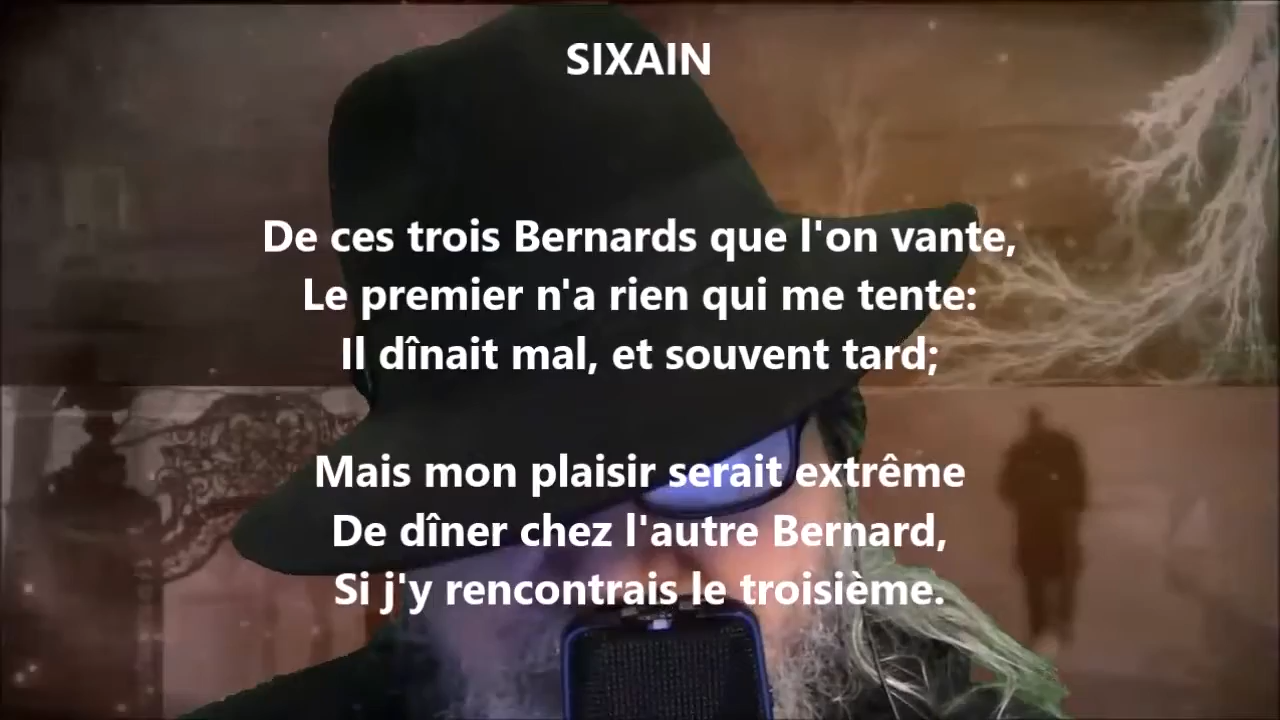 SIXAIN
De ces trois Bernards que l'on vante,
Le premier n'a rien qui me tente:
Il dînait mal, et souvent tard;
Mais mon plaisir serait extrême
De dîner chez l'autre Bernard,
Si j'y rencontrais le troisième.